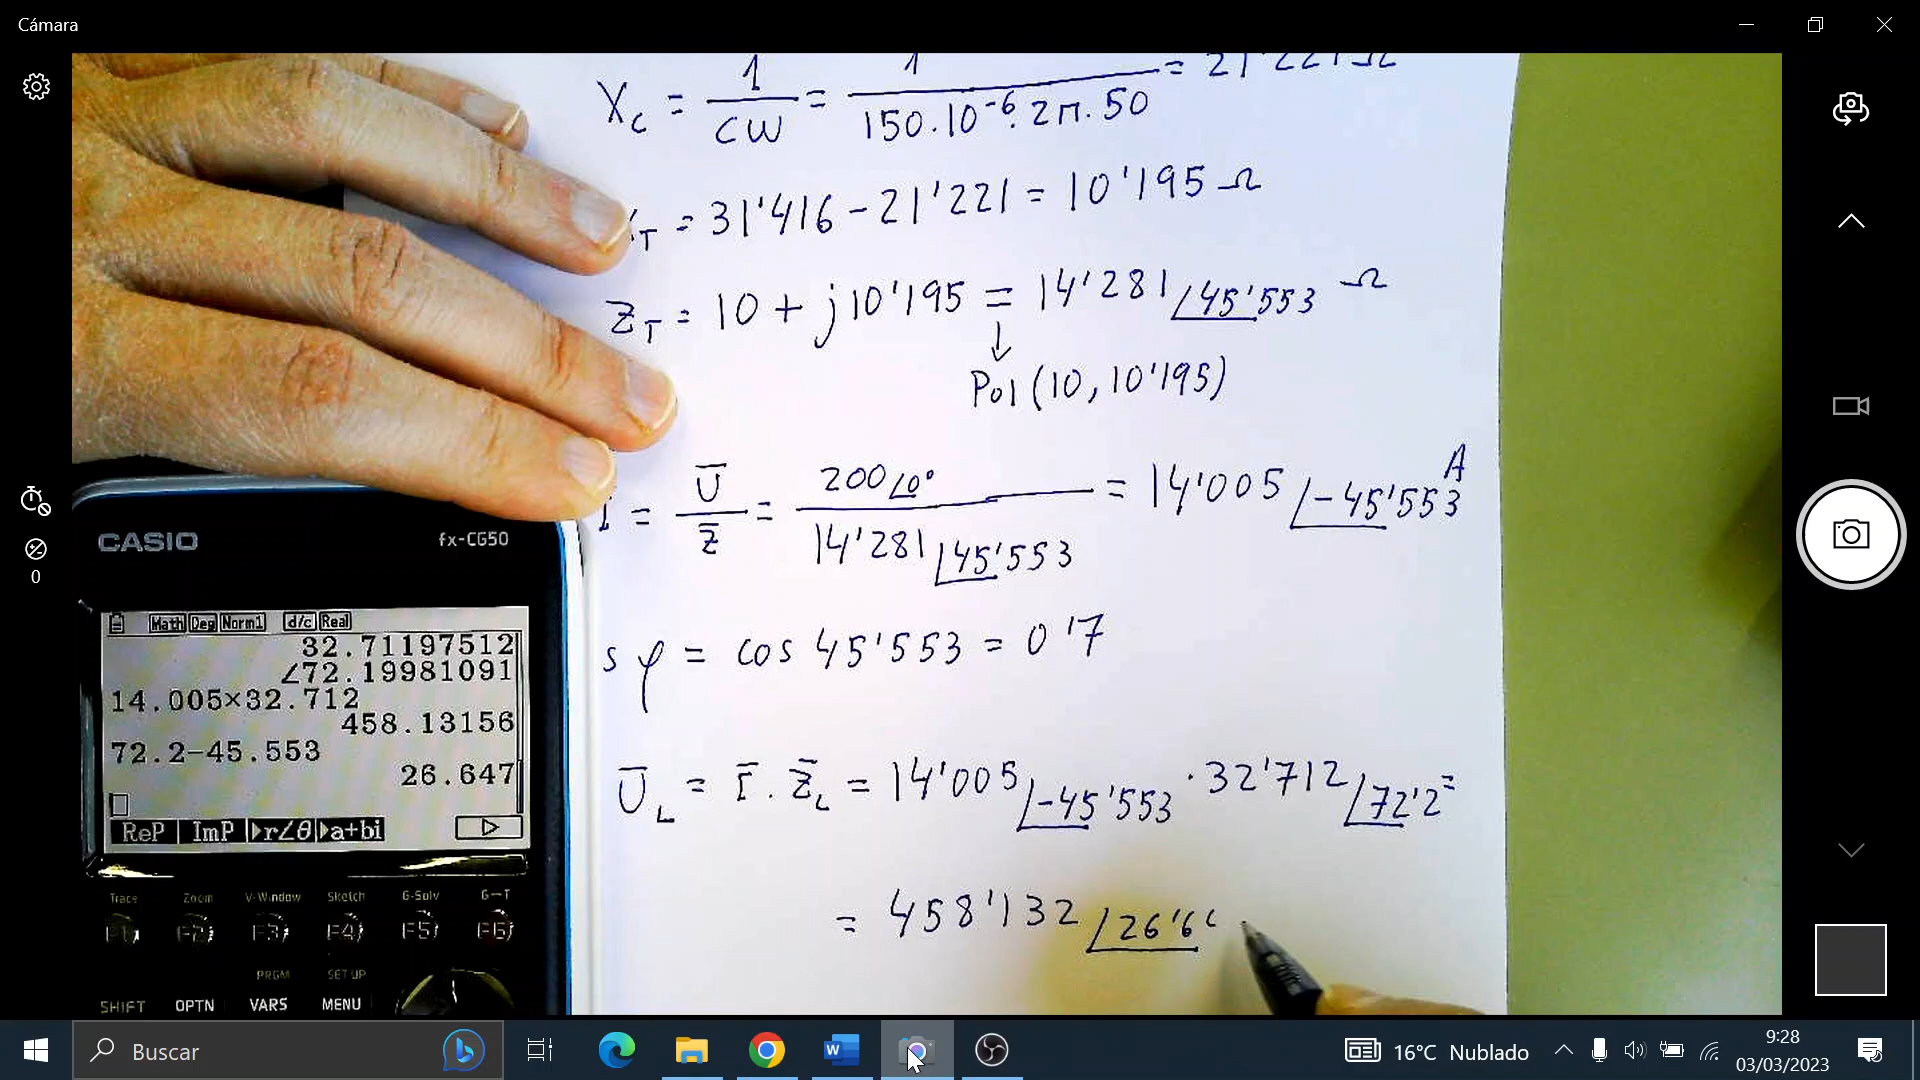 Cámara
X_C = 1/CW = 1/150.10^-6.2π.50 = 21'221 Ω
X_T = 31'416 - 21'221 = 10'195 Ω
Z_T = 10 + j10'195 = 14'281 /45'553 Ω
↓
Pol (10, 10'195)
I = U̅/Z̅ = 200/0°/14'281/45'553 = 14'005 /-45'553 A
s φ = cos 45'553 = 0'7
U̅_L = I̅ . Z̅_L = 14'005 /-45'553 . 32'712 /72'2 =
= 458'132 /26'6
0
CASIO
fx-CG50
Math Deg Norm1 d/c Real
32.71197512
∠72.19981091
14.005×32.712
458.13156
72.2-45.553
26.647
ReP ImP ▶r∠θ ▶a+bi
Trace Zoom V-Window Sketch G-Solv G↔T
F1 F2 F3 F4 F5 F6
PRGM SET UP
SHIFT OPTN VARS MENU
Buscar
16°C Nublado
9:28
03/03/2023